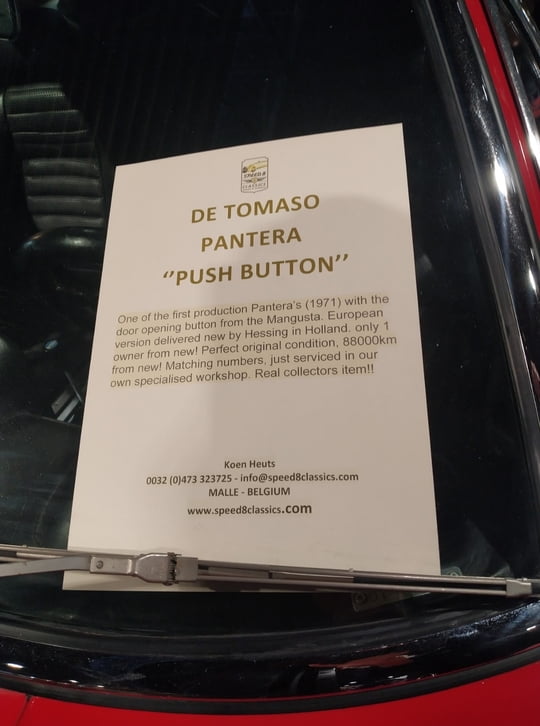 SPEED 8
CLASSICS
DE TOMASO
PANTERA
‘‘PUSH BUTTON’’
One of the first production Pantera's (1971) with the
door opening button from the Mangusta. European
version delivered new by Hessing in Holland. only 1
owner from new! Perfect original condition, 88000km
from new! Matching numbers, just serviced in our
own specialised workshop. Real collectors item!!
Koen Heuts
0032 (0)473 323725 - info@speed8classics.com
MALLE - BELGIUM
www.speed8classics.com